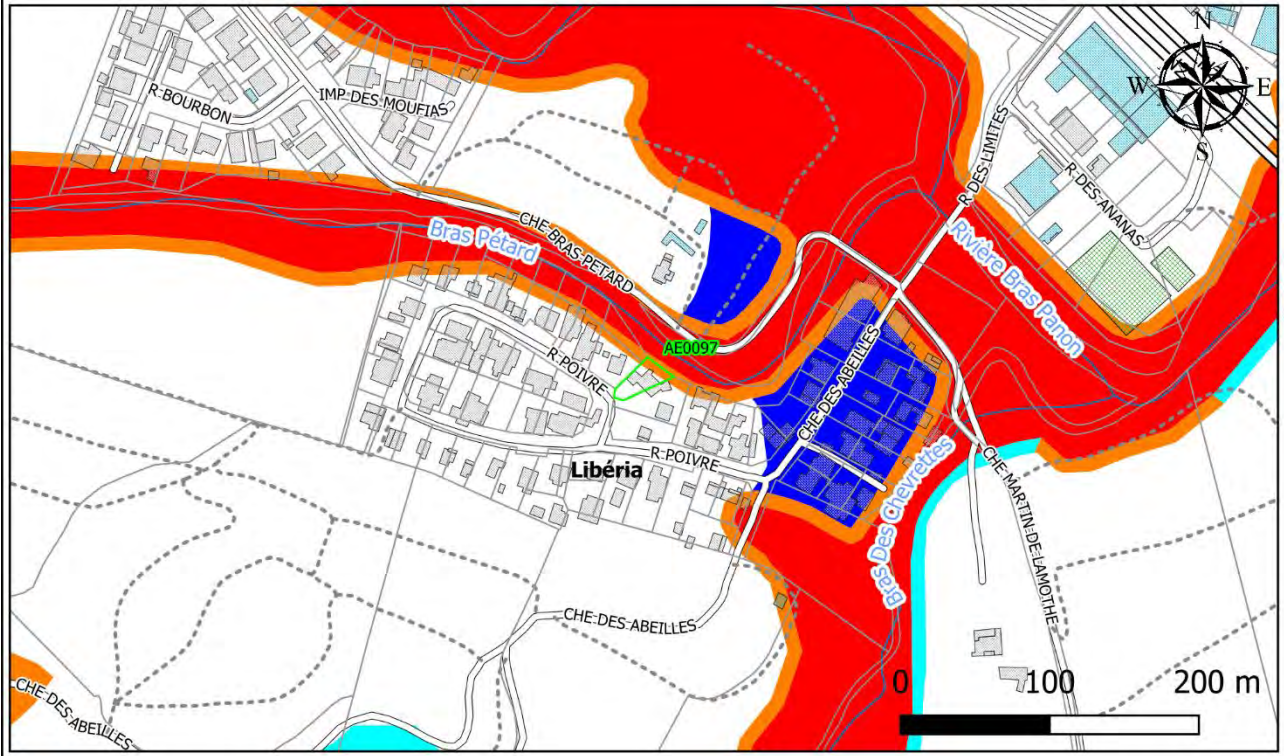 N
W
E
S
R BOURBON
IMP DES MOUFIAS
R DES LIMITES
R DES ANANAS
CHE BRAS PETARD
Bras Pétard
Rivière Bras Panon
AE0097
R POIVRE
CHE DES ABEILLES
R POIVRE
Libéria
Bras Des Chevrettes
CHE MARTIN DE LAMOTHE
CHE DES ABEILLES
CHE DES ABEILLES
0 100 200 m